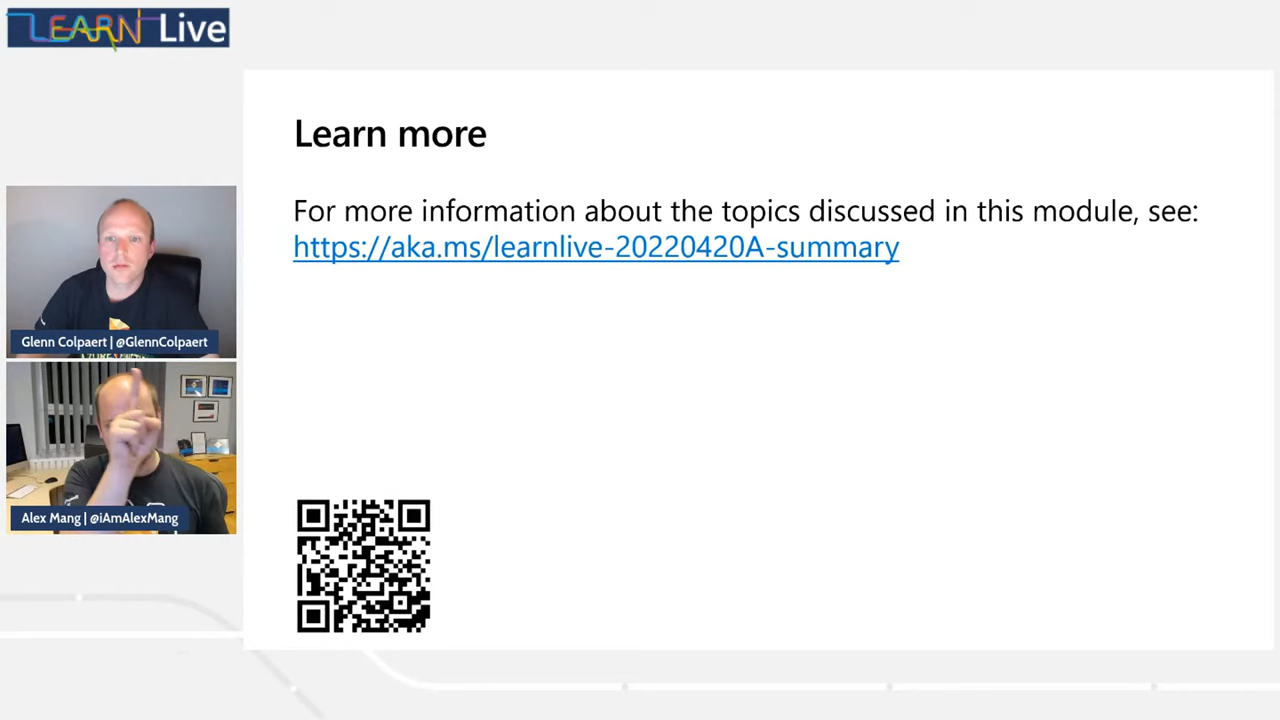 LEARN Live
Learn more
For more information about the topics discussed in this module, see:
https://aka.ms/learnlive-20220420A-summary
Glenn Colpaert | @GlennColpaert
Alex Mang | @iAmAlexMang